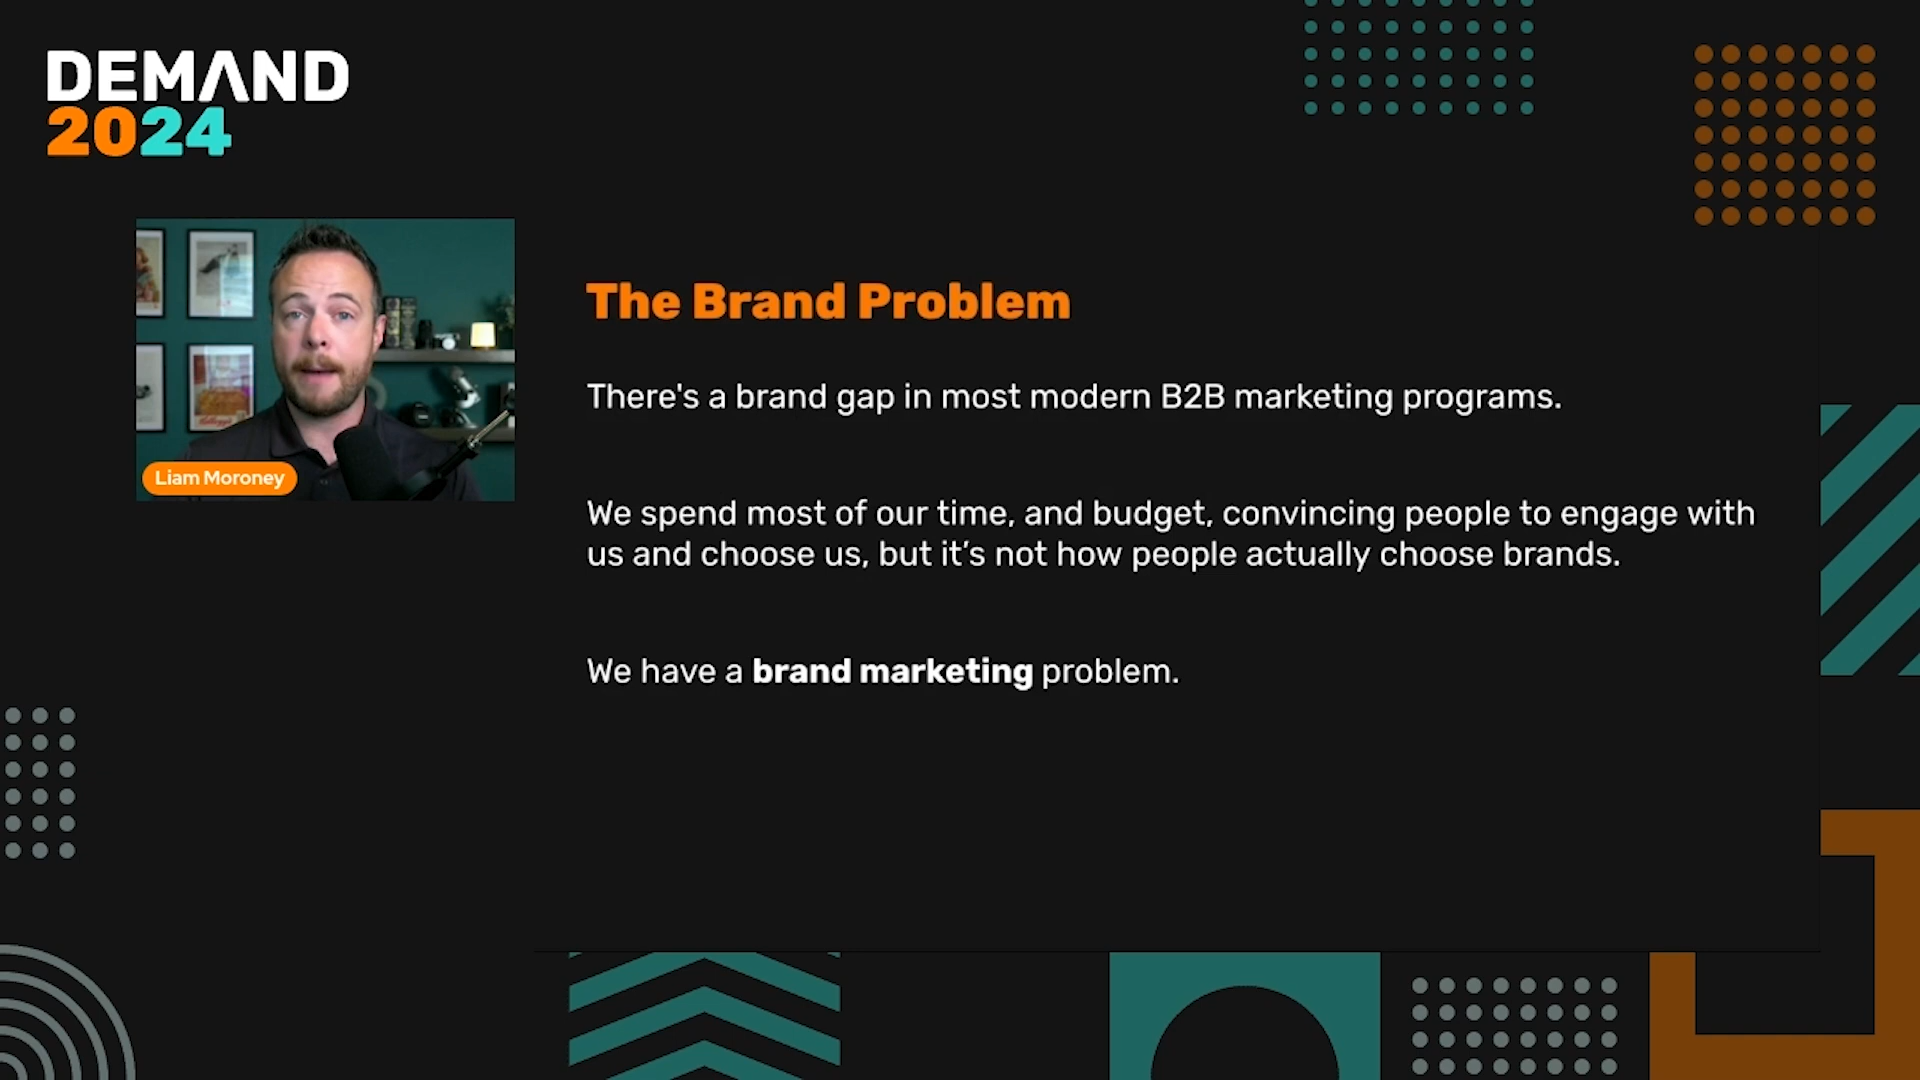 DEMAND
2024
Liam Moroney
The Brand Problem
There's a brand gap in most modern B2B marketing programs.
We spend most of our time, and budget, convincing people to engage with
us and choose us, but it’s not how people actually choose brands.
We have a brand marketing problem.